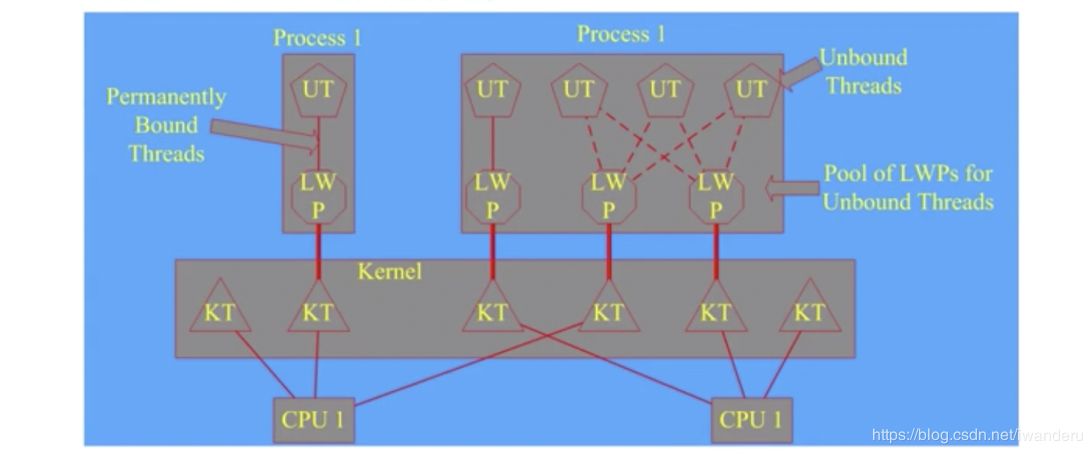 Process 1
Process 1
UT
UT
UT
UT
UT
Unbound
Threads
Permanently
Bound
Threads
LW
P
LW
P
LW
P
LW
P
Pool of LWPs for
Unbound Threads
Kernel
KT
KT
KT
KT
KT
KT
CPU 1
CPU 1
https://blog.csdn.net/iwanderu